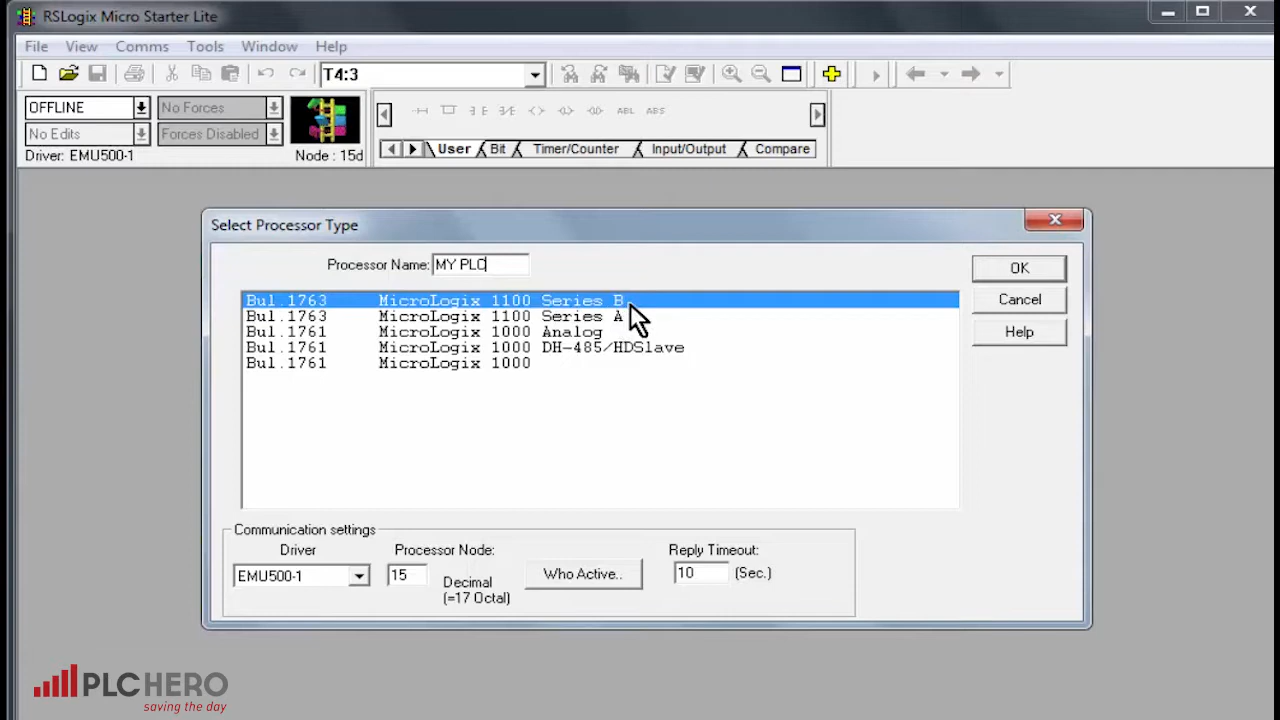 RSLogix Micro Starter Lite
File View Comms Tools Window Help
T4:3
OFFLINE No Forces
No Edits Forces Disabled
Driver: EMU500-1 Node : 15d
ABL ABS
User Bit Timer/Counter Input/Output Compare
Select Processor Type
Processor Name: MY PLC
OK
Bul.1763 MicroLogix 1100 Series B
Cancel
Bul.1763 MicroLogix 1100 Series A
Bul.1761 MicroLogix 1000 Analog
Help
Bul.1761 MicroLogix 1000 DH-485/HDSlave
Bul.1761 MicroLogix 1000
Communication settings
Driver Processor Node: Reply Timeout:
EMU500-1 15 Decimal
(=17 Octal)
Who Active..
10 (Sec.)
PLCHERO
saving the day